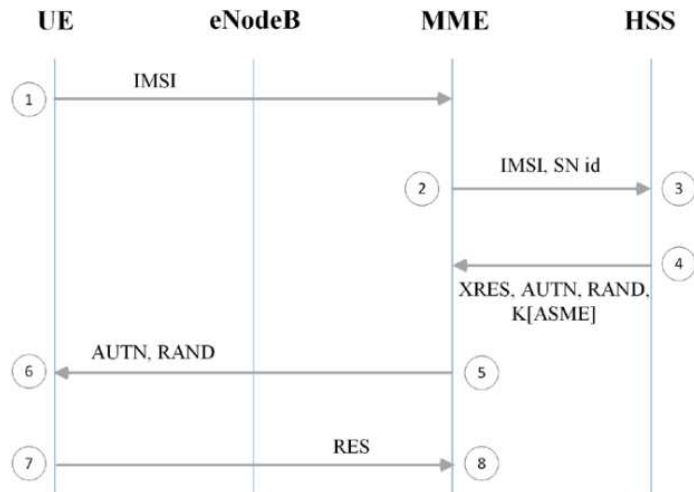 UE eNodeB MME HSS
IMSI
1
IMSI, SN id
2 3
4
XRES, AUTN, RAND,
K[ASME]
AUTN, RAND
6 5
RES
7 8